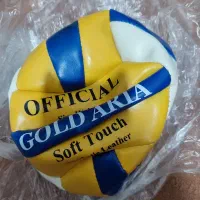 OFFICIAL
GOLD ARIA
Soft Touch
Leather